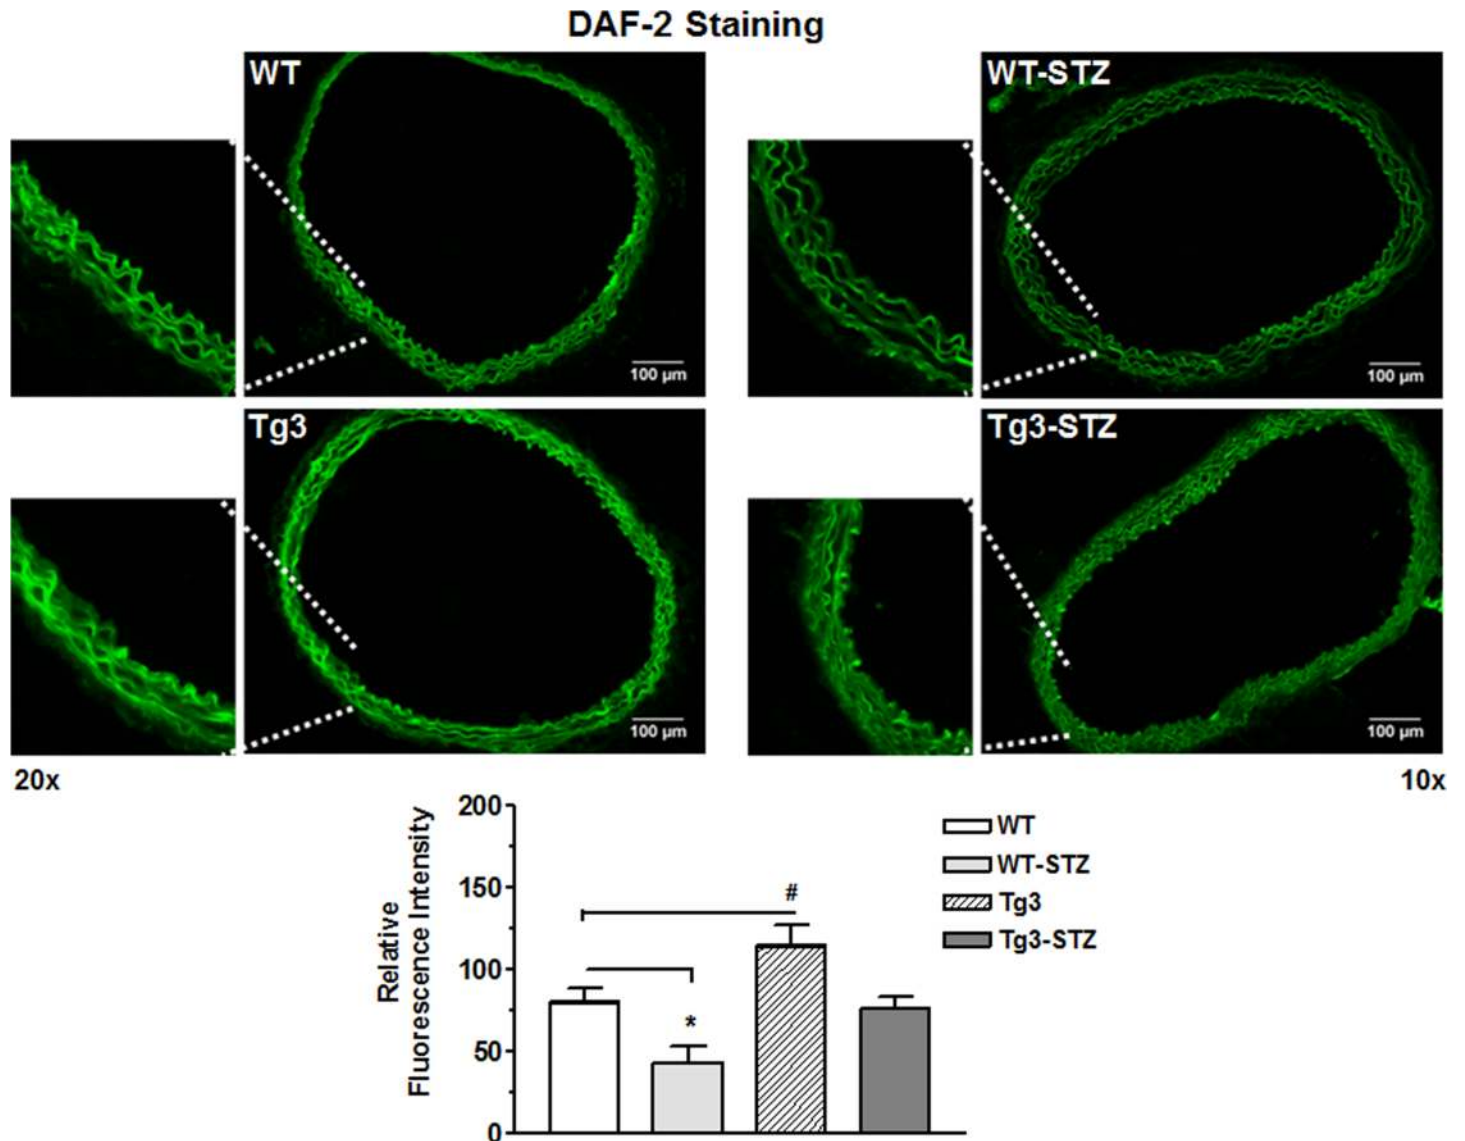 DAF-2 Staining
WT
WT-STZ
100 µm
100 µm
Tg3
Tg3-STZ
100 µm
100 µm
20x
10x
Relative
Fluorescence Intensity
200
150
100
50
0
#
*
WT
WT-STZ
Tg3
Tg3-STZ